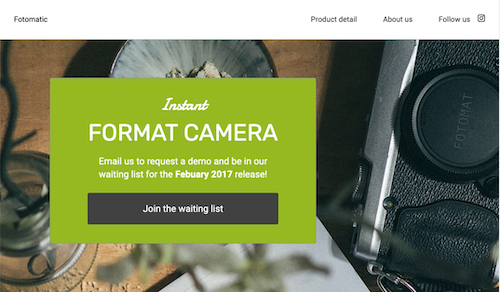 Fotomatic
Product detail
About us
Follow us
Instant
FORMAT CAMERA
Email us to request a demo and be in our
waiting list for the Febuary 2017 release!
Join the waiting list
FOTOMAT